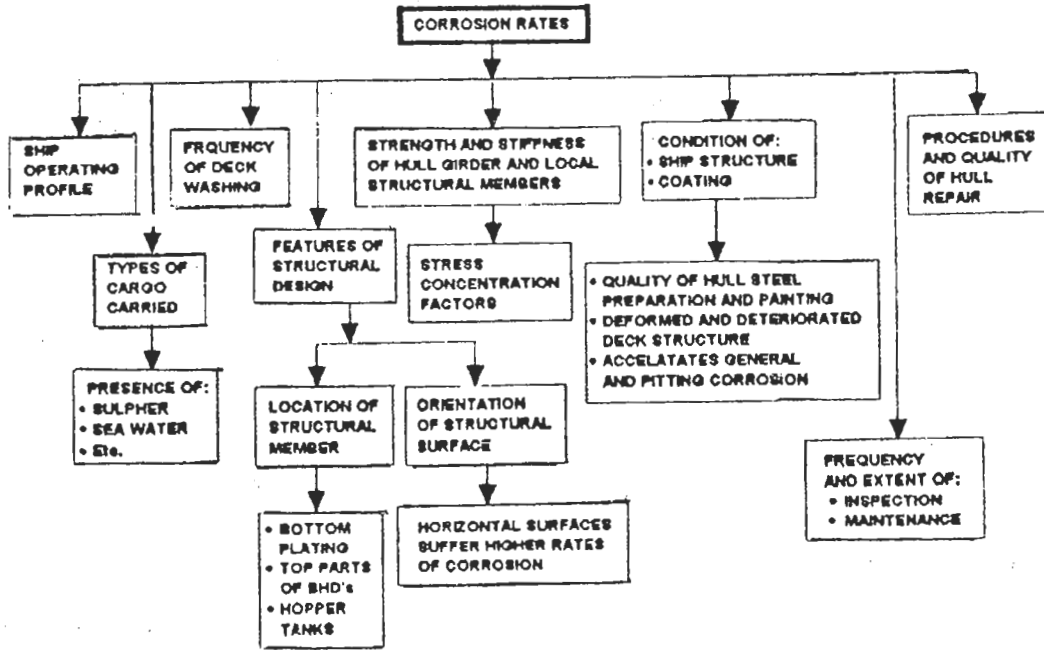 CORROSION RATES
SHIP
OPERATING
PROFILE
FRQUENCY
OF DECK
WASHING
STRENGTH AND STIFFNESS
OF HULL GIRDER AND LOCAL
STRUCTURAL MEMBERS
CONDITION OF:
• SHIP STRUCTURE
• COATING
PROCEDURES
AND QUALITY
OF HULL
REPAIR
TYPES OF
CARGO
CARRIED
FEATURES OF
STRUCTURAL
DESIGN
STRESS
CONCENTRATION
FACTORS
• QUALITY OF HULL STEEL
PREPARATION AND PAINTING
• DEFORMED AND DETERIORATED
DECK STRUCTURE
• ACCELATATES GENERAL
AND PITTING CORROSION
PRESENCE OF:
• SULPHER
• SEA WATER
• Etc.
LOCATION OF
STRUCTURAL
MEMBER
ORIENTATION
OF STRUCTURAL
SURFACE
FREQUENCY
AND EXTENT OF:
• INSPECTION
• MAINTENANCE
• BOTTOM
PLATING
• TOP PARTS
OF BHD's
• HOPPER
TANKS
HORIZONTAL SURFACES
SUFFER HIGHER RATES
OF CORROSION